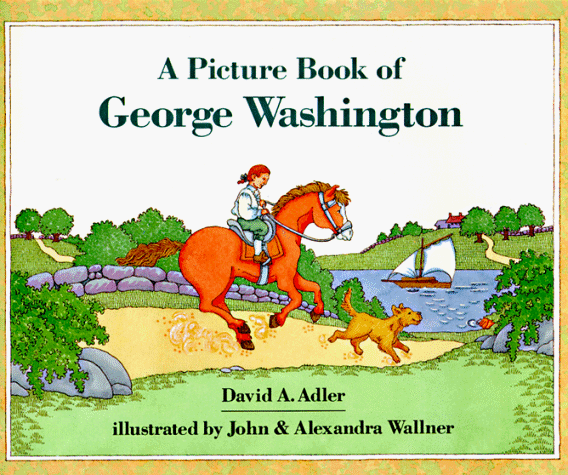 A Picture Book of
George Washington
David A. Adler
illustrated by John & Alexandra Wallner